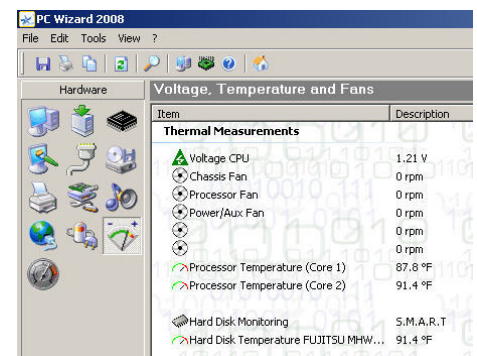 PC Wizard 2008
File Edit Tools View ?
Hardware
Voltage, Temperature and Fans
Item Description
Thermal Measurements
Voltage CPU 1.21 V
Chassis Fan 0 rpm
Processor Fan 0 rpm
Power/Aux Fan 0 rpm
0 rpm
0 rpm
Processor Temperature (Core 1) 87.8 °F
Processor Temperature (Core 2) 91.4 °F
Hard Disk Monitoring S.M.A.R.T
Hard Disk Temperature FUJITSU MHW... 91.4 °F